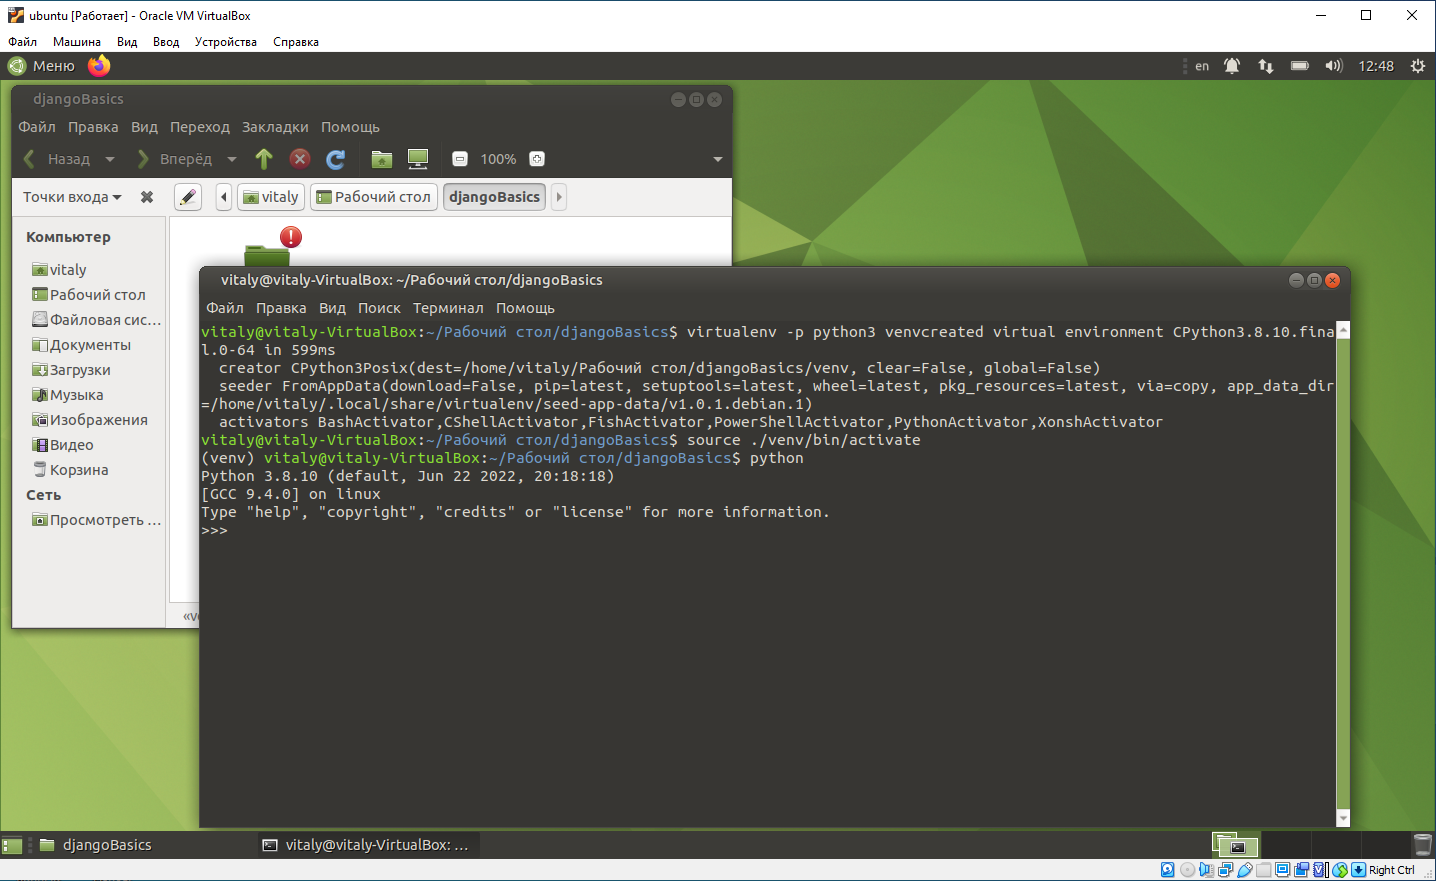 ubuntu [Работает] - Oracle VM VirtualBox
Файл Машина Вид Ввод Устройства Справка
Меню en 12:48
djangoBasics
Файл Правка Вид Переход Закладки Помощь
Назад Вперёд 100%
Точки входа vitaly Рабочий стол djangoBasics
Компьютер
vitaly
Рабочий стол
Файловая сис...
Документы
Загрузки
Музыка
Изображения
Видео
Корзина
Сеть
Просмотреть ...
vitaly@vitaly-VirtualBox: ~/Рабочий стол/djangoBasics
Файл Правка Вид Поиск Терминал Помощь
vitaly@vitaly-VirtualBox:~/Рабочий стол/djangoBasics$ virtualenv -p python3 venvcreated virtual environment CPython3.8.10.fina
l.0-64 in 599ms
creator CPython3Posix(dest=/home/vitaly/Рабочий стол/djangoBasics/venv, clear=False, global=False)
seeder FromAppData(download=False, pip=latest, setuptools=latest, wheel=latest, pkg_resources=latest, via=copy, app_data_dir
=/home/vitaly/.local/share/virtualenv/seed-app-data/v1.0.1.debian.1)
activators BashActivator,CShellActivator,FishActivator,PowerShellActivator,PythonActivator,XonshActivator
vitaly@vitaly-VirtualBox:~/Рабочий стол/djangoBasics$ source ./venv/bin/activate
(venv) vitaly@vitaly-VirtualBox:~/Рабочий стол/djangoBasics$ python
Python 3.8.10 (default, Jun 22 2022, 20:18:18)
[GCC 9.4.0] on linux
Type "help", "copyright", "credits" or "license" for more information.
>>>
djangoBasics vitaly@vitaly-VirtualBox: ...
Right Ctrl